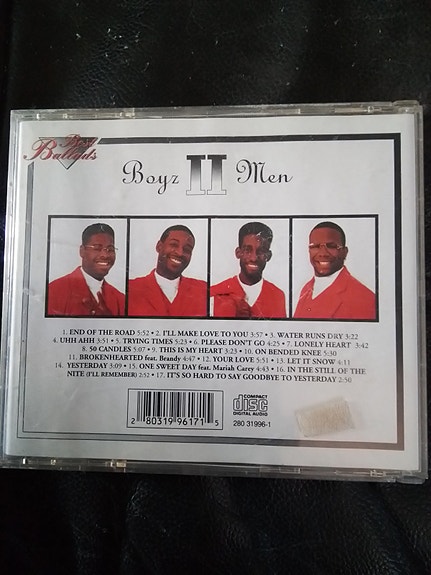 Best
Ballads
Boyz II Men
1. END OF THE ROAD 5:52 • 2. I'LL MAKE LOVE TO YOU 3:57 • 3. WATER RUNS DRY 3:22
4. UHH AHH 3:51 • 5. TRYING TIMES 5:23 • 6. PLEASE DON'T GO 4:25 • 7. LONELY HEART 3:42
8. 50 CANDLES 5:07 • 9. THIS IS MY HEART 3:23 • 10. ON BENDED KNEE 5:30
11. BROKENHEARTED feat. Brandy 4:47 • 12. YOUR LOVE 5:51 • 13. LET IT SNOW 4:11
14. YESTERDAY 3:09 • 15. ONE SWEET DAY feat. Mariah Carey 4:43 • 16. IN THE STILL OF THE
NITE (I'LL REMEMBER) 2:52 • 17. IT'S SO HARD TO SAY GOODBYE TO YESTERDAY 2:50
2 80319 96171 5
COMPACT
disc
DIGITAL AUDIO
280 31996-1